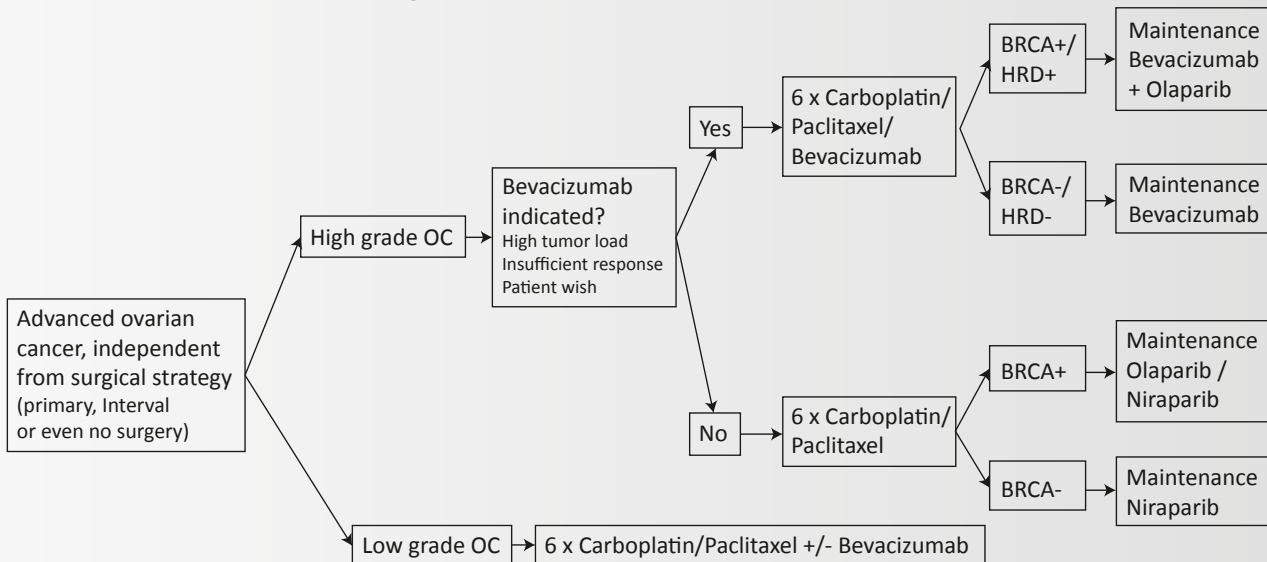 Advanced ovarian
cancer, independent
from surgical strategy
(primary, Interval
or even no surgery)
High grade OC
Bevacizumab
indicated?
High tumor load
Insufficient response
Patient wish
Yes
6 x Carboplatin/
Paclitaxel/
Bevacizumab
BRCA+/
HRD+
Maintenance
Bevacizumab
+ Olaparib
BRCA-/
HRD-
Maintenance
Bevacizumab
No
6 x Carboplatin/
Paclitaxel
BRCA+
Maintenance
Olaparib /
Niraparib
BRCA-
Maintenance
Niraparib
Low grade OC
6 x Carboplatin/Paclitaxel +/- Bevacizumab